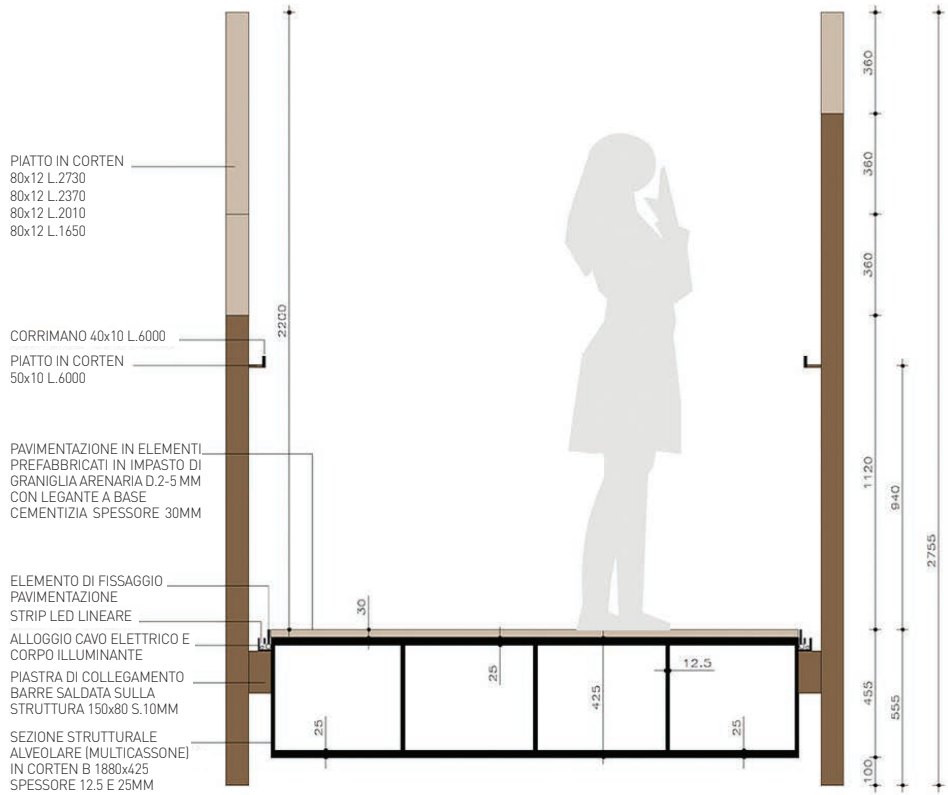 PIATTO IN CORTEN
80x12 L.2730
80x12 L.2370
80x12 L.2010
80x12 L.1650
CORRIMANO 40x10 L.6000
PIATTO IN CORTEN
50x10 L.6000
PAVIMENTAZIONE IN ELEMENTI
PREFABBRICATI IN IMPASTO DI
GRANIGLIA ARENARIA D.2-5 MM
CON LEGANTE A BASE
CEMENTIZIA SPESSORE 30MM
ELEMENTO DI FISSAGGIO
PAVIMENTAZIONE
STRIP LED LINEARE
ALLOGGIO CAVO ELETTRICO E
CORPO ILLUMINANTE
PIASTRA DI COLLEGAMENTO
BARRE SALDATA SULLA
STRUTTURA 150x80 S.10MM
SEZIONE STRUTTURALE
ALVEOLARE (MULTICASSONE)
IN CORTEN B 1880x425
SPESSORE 12.5 E 25MM
2200
30
25
25
425
12.5
25
360
360
360
1120
940
2755
455
555
100